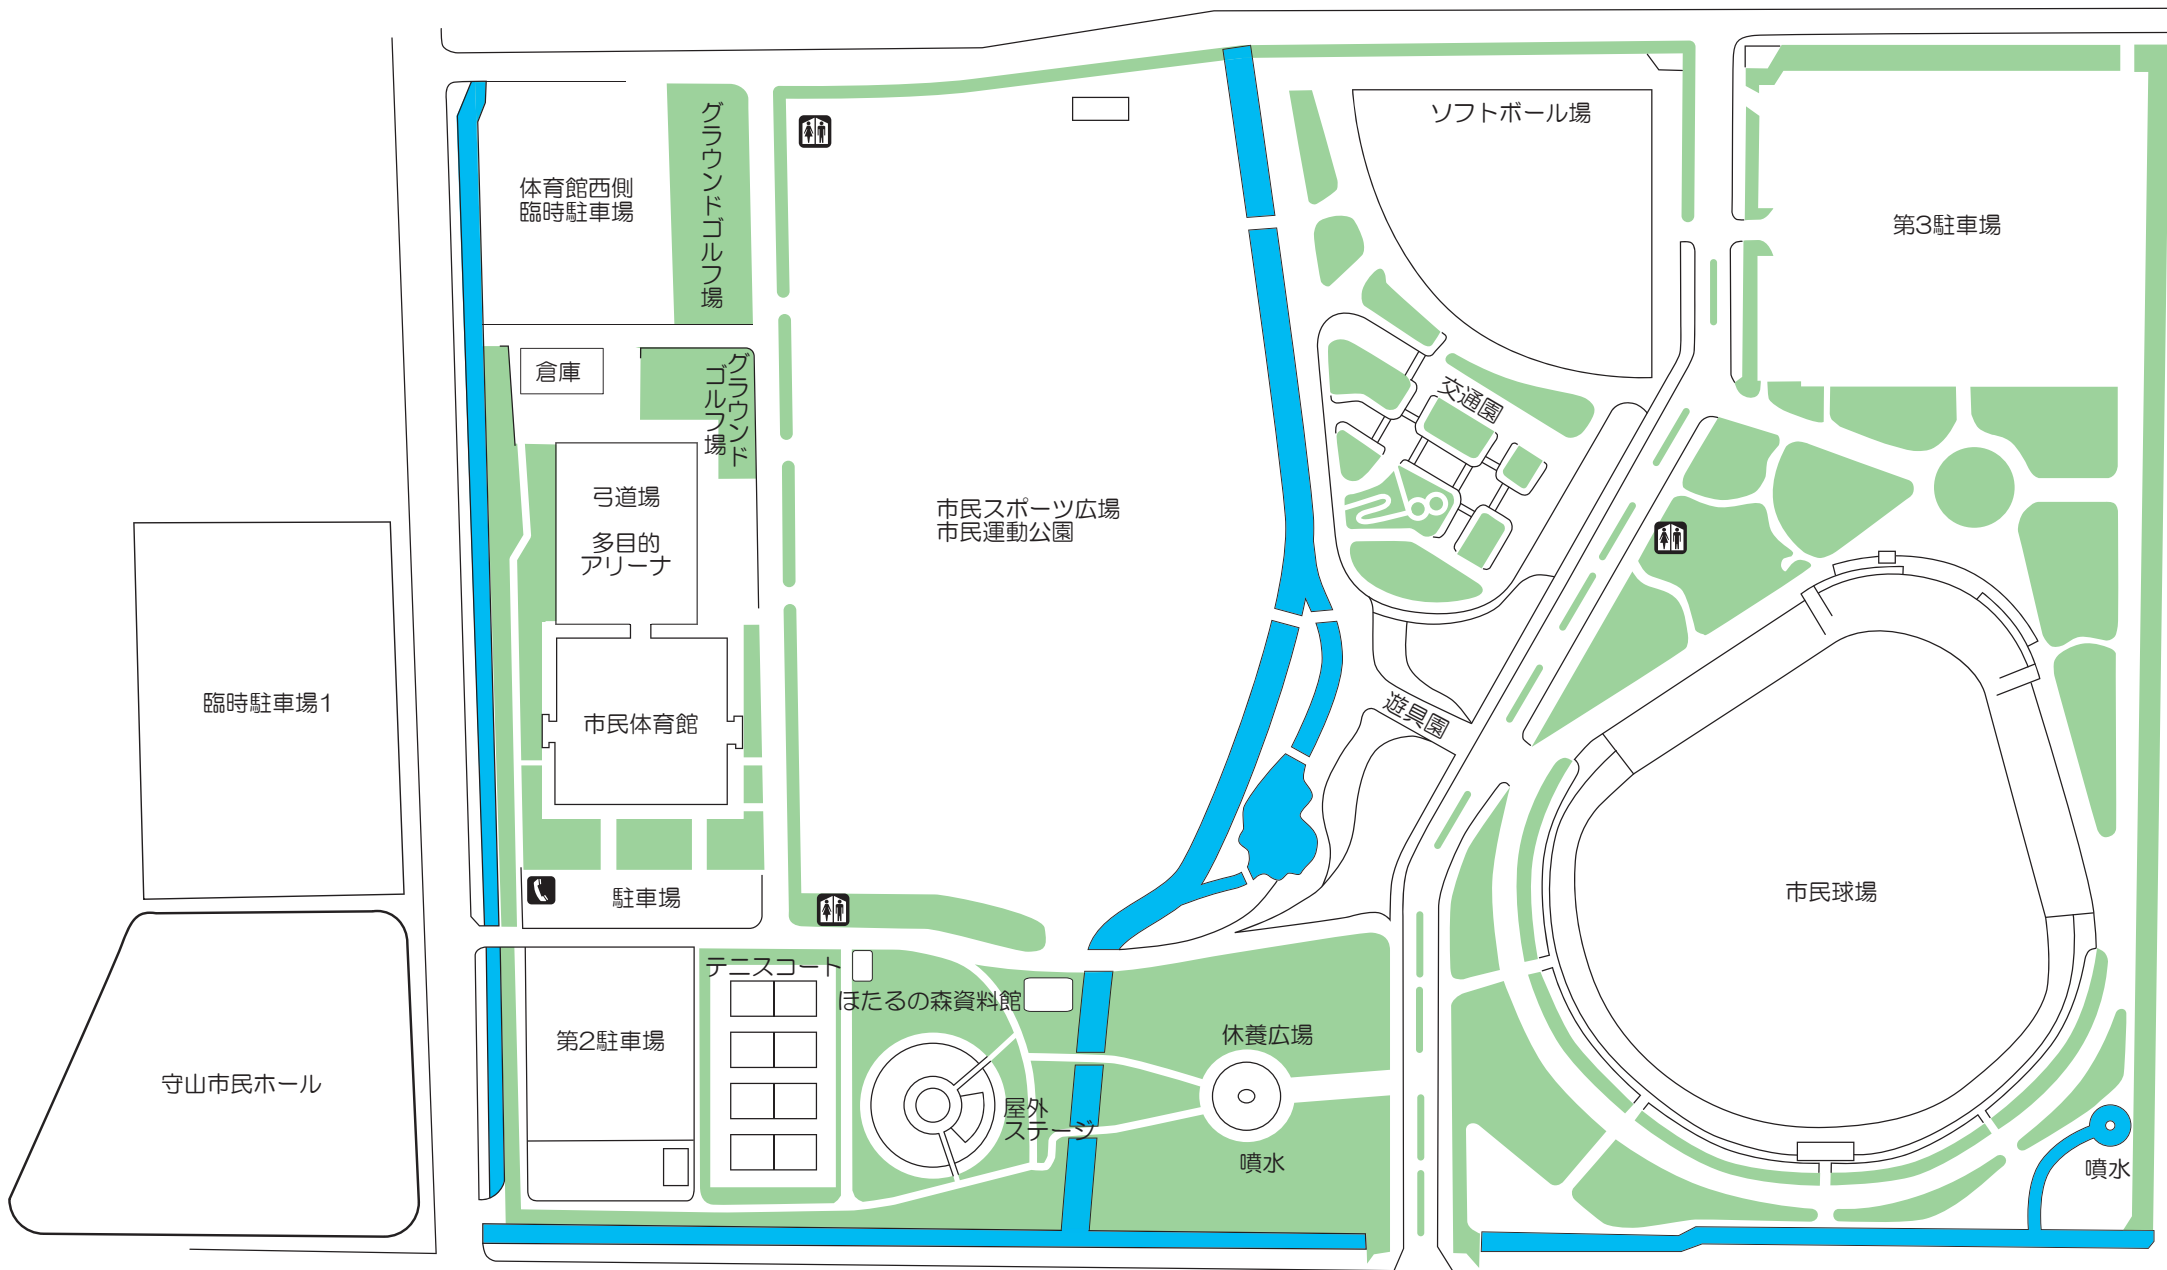 ソフトボール場
グラウンドゴルフ場
体育館西側
臨時駐車場
第3駐車場
倉庫
グラウンド
ゴルフ場
交通園
弓道場
多目的
アリーナ
市民スポーツ広場
市民運動公園
臨時駐車場1
市民体育館
遊具園
駐車場
市民球場
テニスコート
ほたるの森資料館
第2駐車場
休養広場
守山市民ホール
屋外
ステージ
噴水
噴水